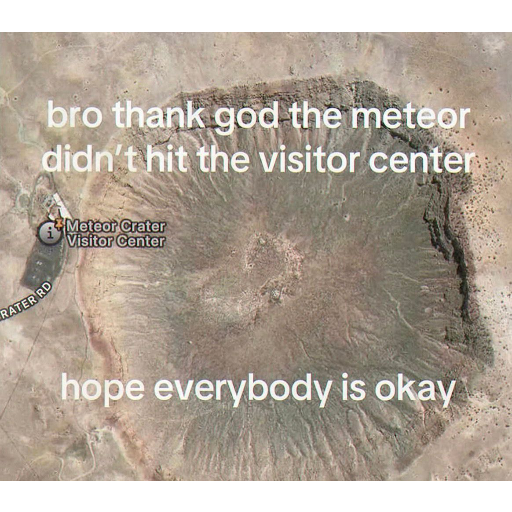 bro thank god the meteor
didn't hit the visitor center
Meteor Crater
Visitor Center
RATER RD
hope everybody is okay